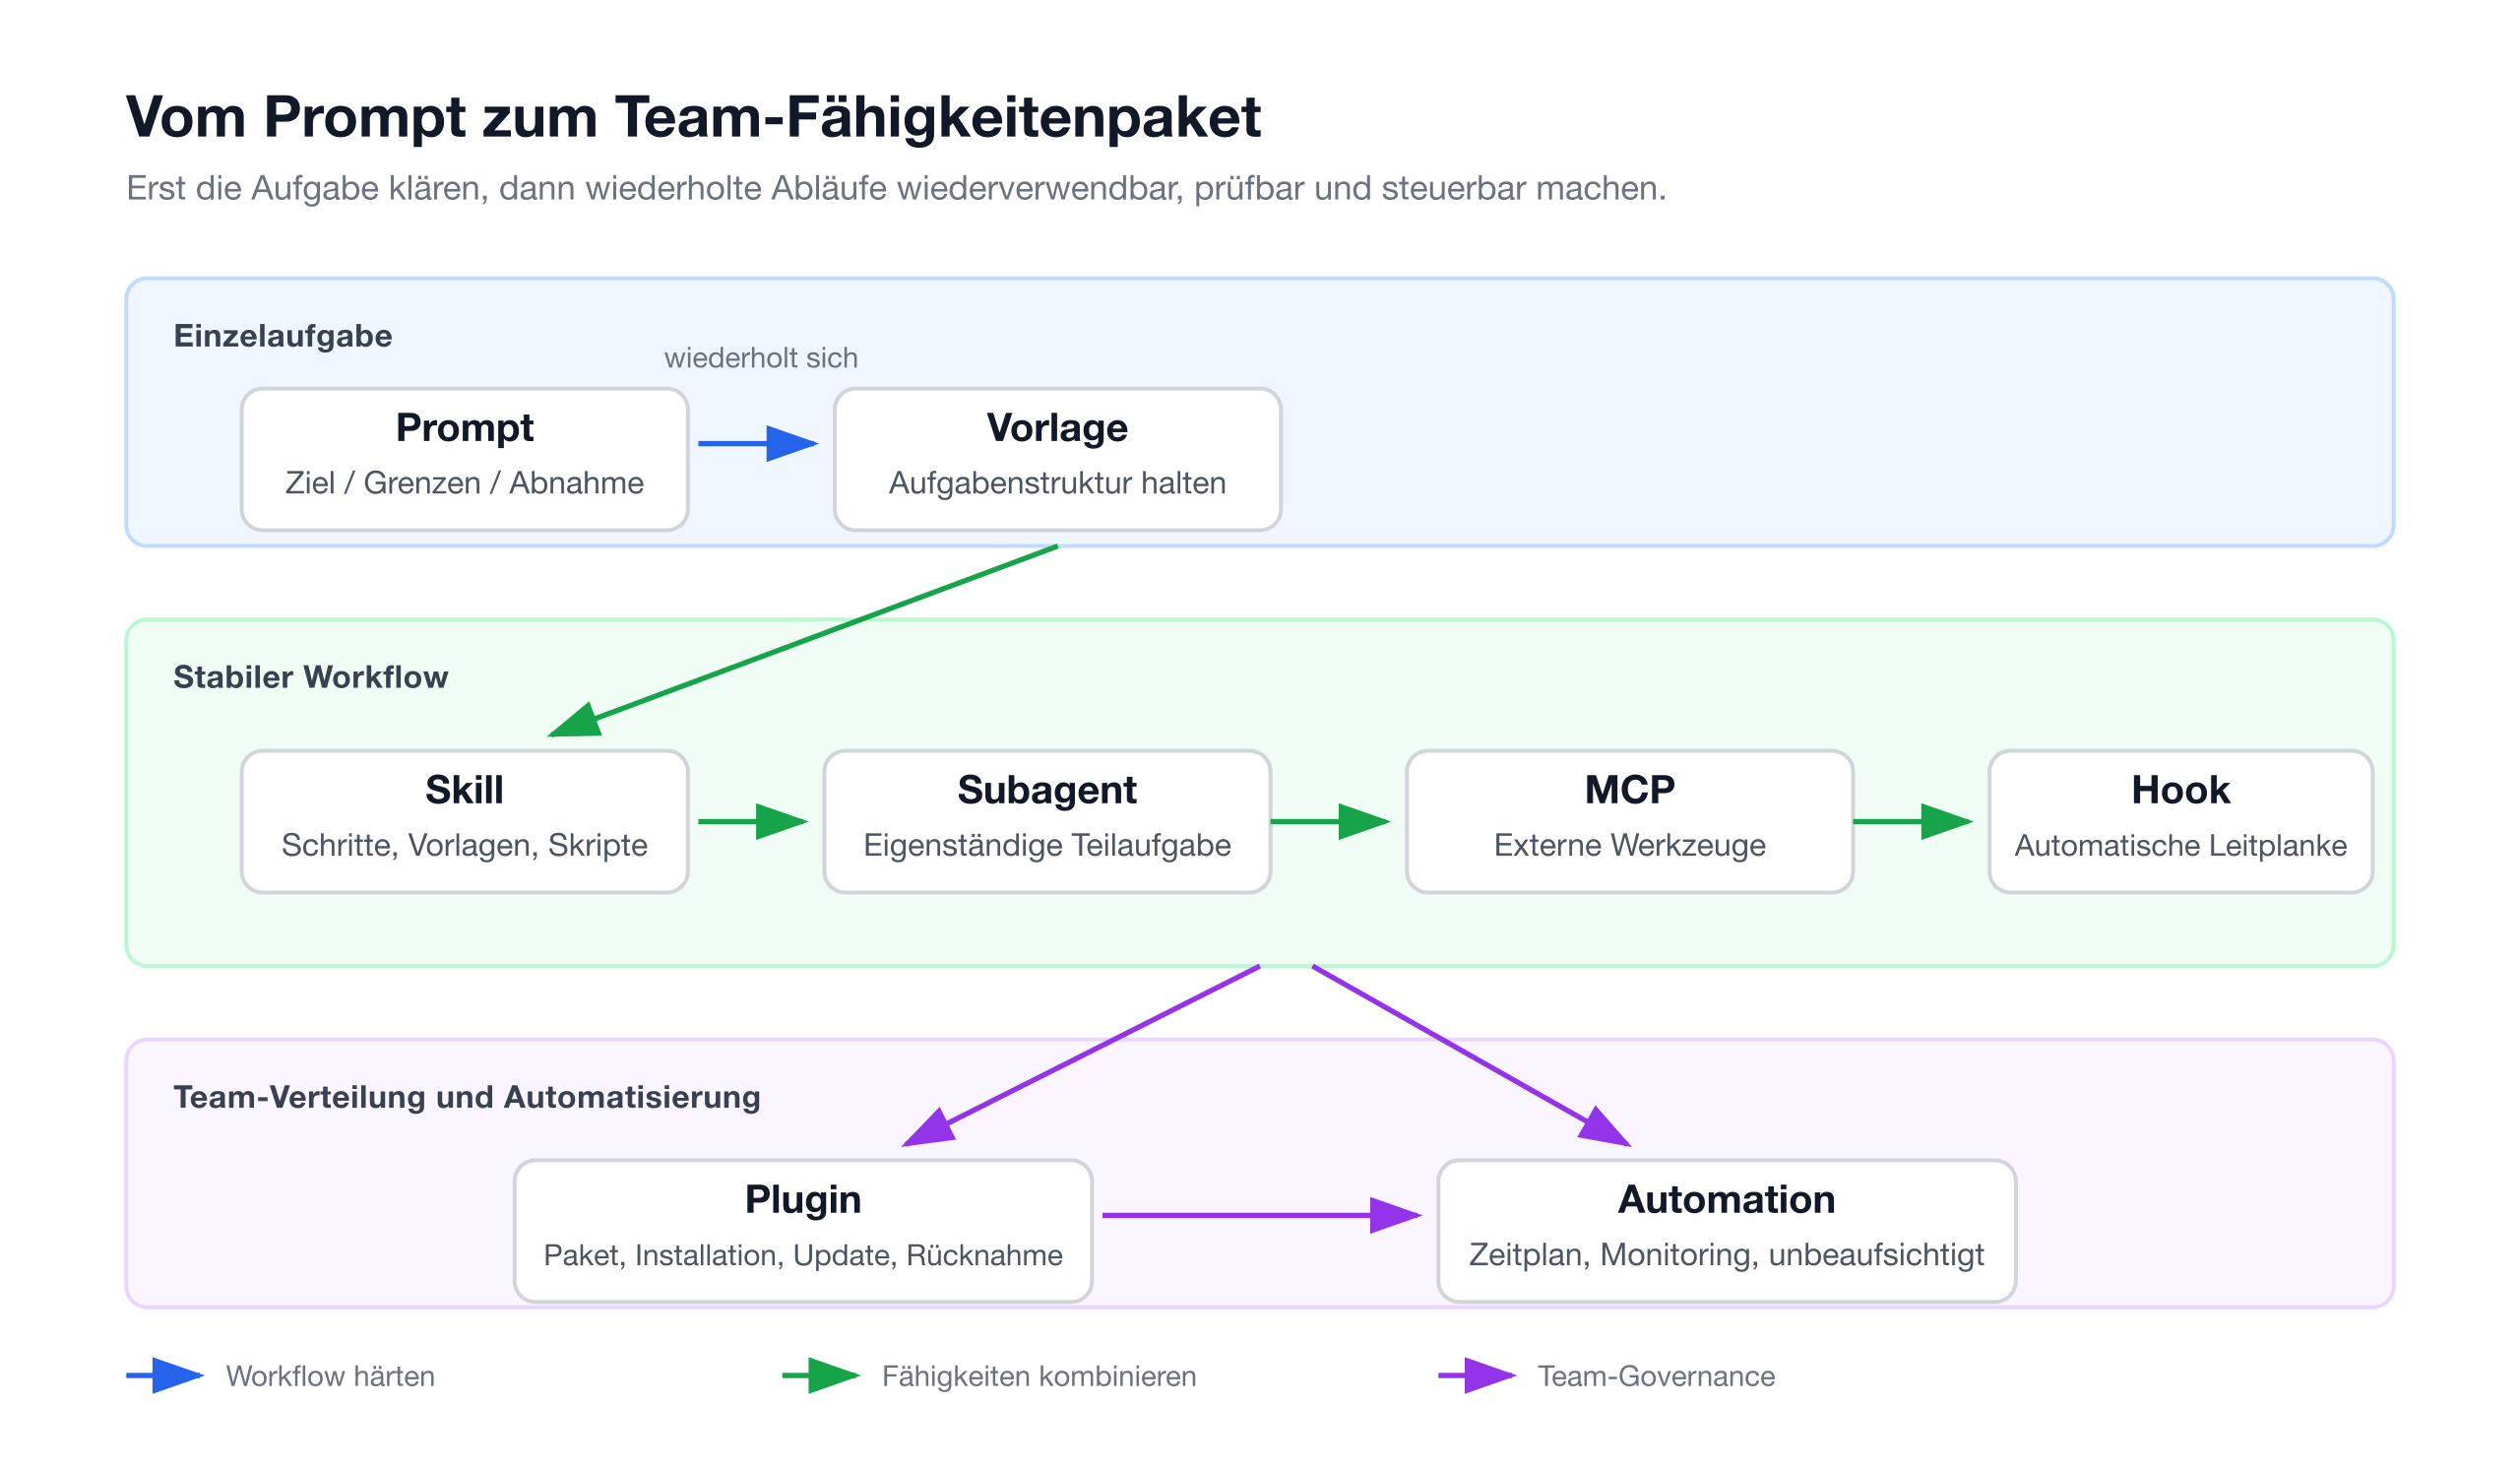 Vom Prompt zum Team-Fähigkeitenpaket
Erst die Aufgabe klären, dann wiederholte Abläufe wiederverwendbar, prüfbar und steuerbar machen.
Einzelaufgabe
wiederholt sich
Prompt
Ziel / Grenzen / Abnahme
Vorlage
Aufgabenstruktur halten
Stabiler Workflow
Skill
Schritte, Vorlagen, Skripte
Subagent
Eigenständige Teilaufgabe
MCP
Externe Werkzeuge
Hook
Automatische Leitplanke
Team-Verteilung und Automatisierung
Plugin
Paket, Installation, Update, Rücknahme
Automation
Zeitplan, Monitoring, unbeaufsichtigt
Workflow härten
Fähigkeiten kombinieren
Team-Governance